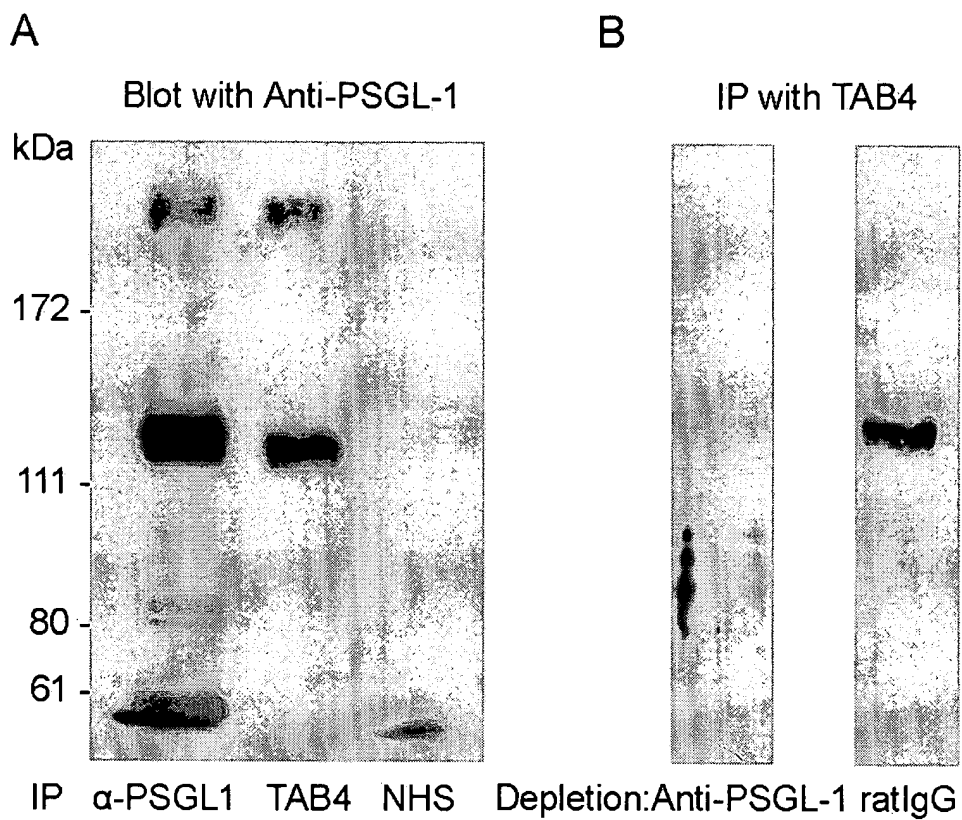 A
B
Blot with Anti-PSGL-1
IP with TAB4
kDa
172 -
111 -
80 -
61 -
IP α-PSGL1 TAB4 NHS
Depletion:Anti-PSGL-1 ratIgG